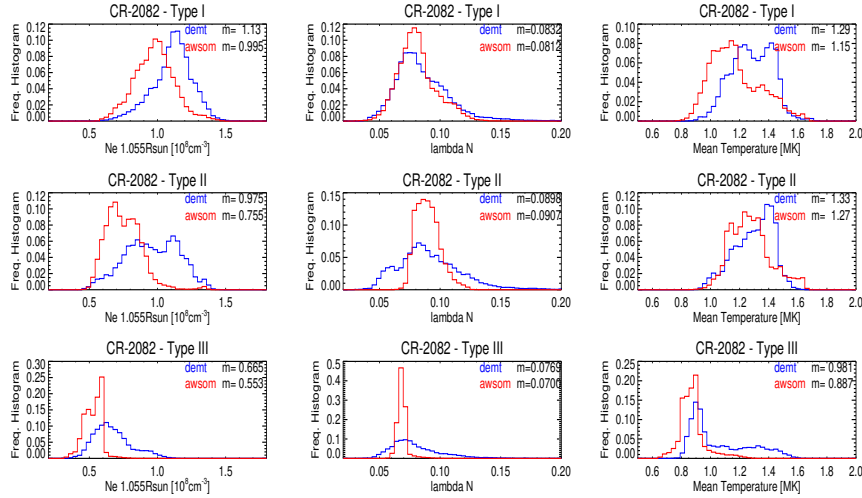 CR-2082 - Type I
Freq. Histogram
0.12
0.10
0.08
0.06
0.04
0.02
0.00
demt m= 1.13
awsom m= 0.995
0.5 1.0 1.5
Ne 1.055Rsun [10⁸cm⁻³]
CR-2082 - Type I
Freq. Histogram
0.12
0.10
0.08
0.06
0.04
0.02
0.00
demt m=0.0832
awsom m=0.0812
0.05 0.10 0.15 0.20
lambda N
CR-2082 - Type I
Freq. Histogram
0.10
0.08
0.06
0.04
0.02
0.00
demt m= 1.29
awsom m= 1.15
0.6 0.8 1.0 1.2 1.4 1.6 1.8 2.0
Mean Temperature [MK]
CR-2082 - Type II
Freq. Histogram
0.12
0.10
0.08
0.06
0.04
0.02
0.00
demt m= 0.975
awsom m= 0.755
0.5 1.0 1.5
Ne 1.055Rsun [10⁸cm⁻³]
CR-2082 - Type II
Freq. Histogram
0.15
0.10
0.05
0.00
demt m=0.0898
awsom m=0.0907
0.05 0.10 0.15 0.20
lambda N
CR-2082 - Type II
Freq. Histogram
0.12
0.10
0.08
0.06
0.04
0.02
0.00
demt m= 1.33
awsom m= 1.27
0.6 0.8 1.0 1.2 1.4 1.6 1.8 2.0
Mean Temperature [MK]
CR-2082 - Type III
Freq. Histogram
0.30
0.25
0.20
0.15
0.10
0.05
0.00
demt m= 0.665
awsom m= 0.553
0.5 1.0 1.5
Ne 1.055Rsun [10⁸cm⁻³]
CR-2082 - Type III
Freq. Histogram
0.5
0.4
0.3
0.2
0.1
0.0
demt m=0.0769
awsom m=0.0700
0.05 0.10 0.15 0.20
lambda N
CR-2082 - Type III
Freq. Histogram
0.25
0.20
0.15
0.10
0.05
0.00
demt m= 0.981
awsom m= 0.887
0.6 0.8 1.0 1.2 1.4 1.6 1.8 2.0
Mean Temperature [MK]